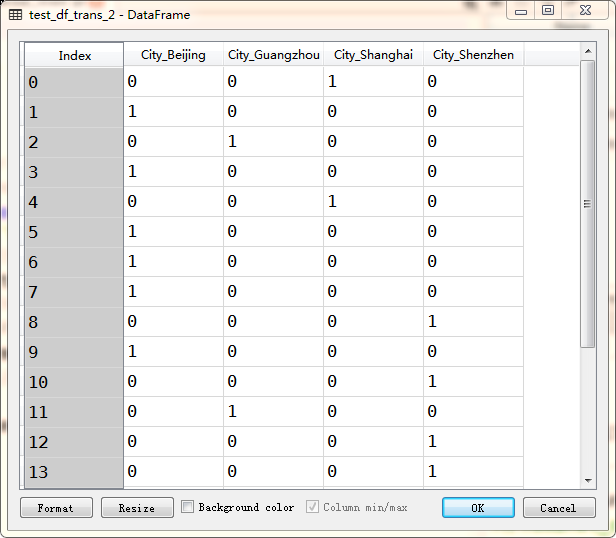 test_df_trans_2 - DataFrame
Index City_Beijing City_Guangzhou City_Shanghai City_Shenzhen
0 0 0 1 0
1 1 0 0 0
2 0 1 0 0
3 1 0 0 0
4 0 0 1 0
5 1 0 0 0
6 1 0 0 0
7 1 0 0 0
8 0 0 0 1
9 1 0 0 0
10 0 0 0 1
11 0 1 0 0
12 0 0 0 1
13 0 0 0 1
Format Resize Background color Column min/max OK Cancel